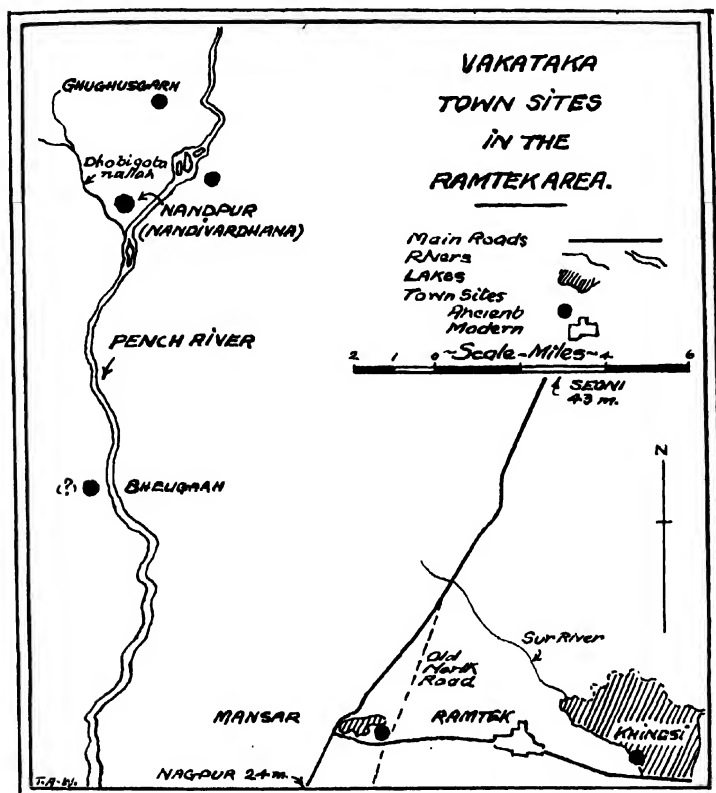 VAKATAKA
TOWN SITES
IN THE
RAMTEK AREA.
GHUGHUSGARH
Dhobigota
nallah
NANDPUR
(NANDIVARDHANA)
Main Roads
Rivers
LAKES
Town Sites
Ancient
Modern
2 1 0 ~Scale-Miles~ 4 6
SEONI
43 m.
PENCH RIVER
N
(?) BHEUGARH
Sur River
Old
North
Road
MANSAR
RAMTEK
KHINDSI
NAGPUR 24 m.
T.A.W.